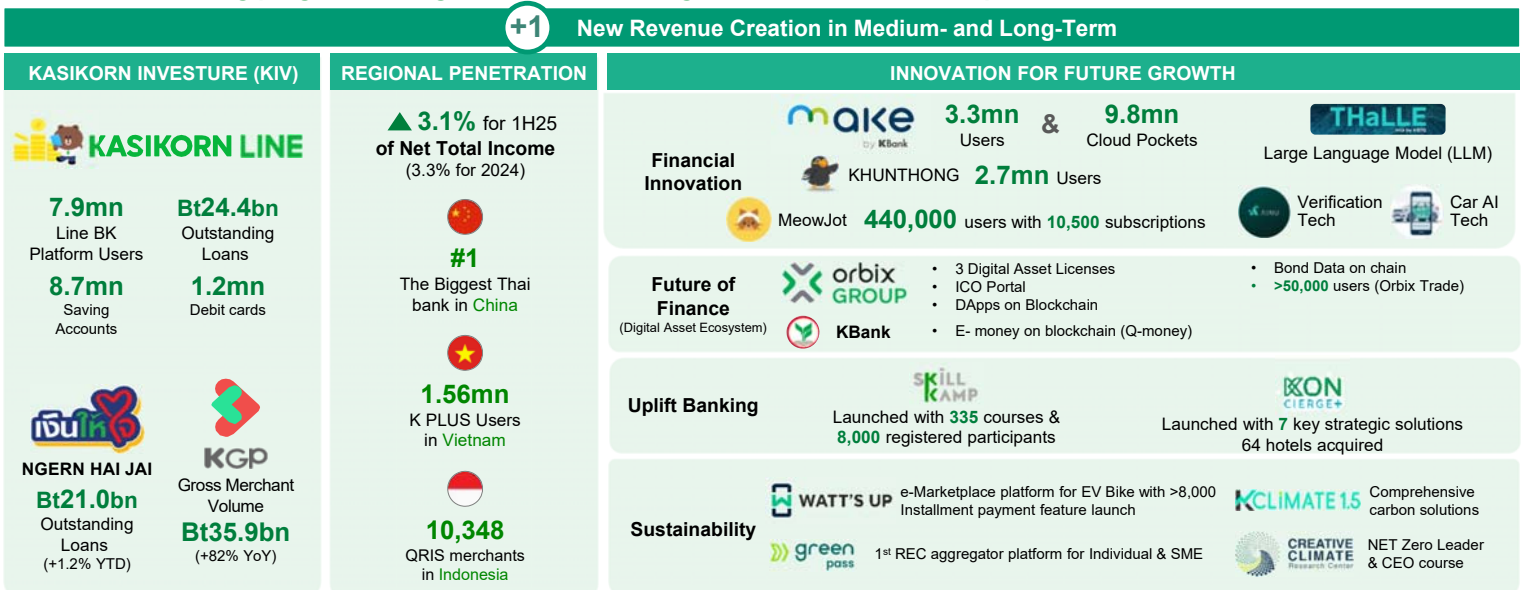 +1
New Revenue Creation in Medium- and Long-Term
KASIKORN INVESTURE (KIV)
KASIKORN LINE
7.9mn
Line BK
Platform Users
Bt24.4bn
Outstanding
Loans
8.7mn
Saving
Accounts
1.2mn
Debit cards
เงินให้ใจ
NGERN HAI JAI
Bt21.0bn
Outstanding
Loans
(+1.2% YTD)
KGP
Gross Merchant
Volume
Bt35.9bn
(+82% YoY)
REGIONAL PENETRATION
▲ 3.1% for 1H25
of Net Total Income
(3.3% for 2024)
#1
The Biggest Thai
bank in China
1.56mn
K PLUS Users
in Vietnam
10,348
QRIS merchants
in Indonesia
INNOVATION FOR FUTURE GROWTH
Financial
Innovation
make
by KBank
3.3mn
Users
&
9.8mn
Cloud Pockets
KHUNTHONG 2.7mn Users
MeowJot 440,000 users with 10,500 subscriptions
THaLLE
Large Language Model (LLM)
Verification
Tech
Car AI
Tech
Future of
Finance
(Digital Asset Ecosystem)
orbix
GROUP
• 3 Digital Asset Licenses
• ICO Portal
• DApps on Blockchain
• Bond Data on chain
• >50,000 users (Orbix Trade)
KBank
• E- money on blockchain (Q-money)
Uplift Banking
SKILL
KAMP
Launched with 335 courses &
8,000 registered participants
KON
CIERGE+
Launched with 7 key strategic solutions
64 hotels acquired
Sustainability
WATT'S UP
e-Marketplace platform for EV Bike with >8,000
Installment payment feature launch
KCLIMATE 1.5
Comprehensive
carbon solutions
green
pass
1st REC aggregator platform for Individual & SME
CREATIVE
CLIMATE
Research Center
NET Zero Leader
& CEO course